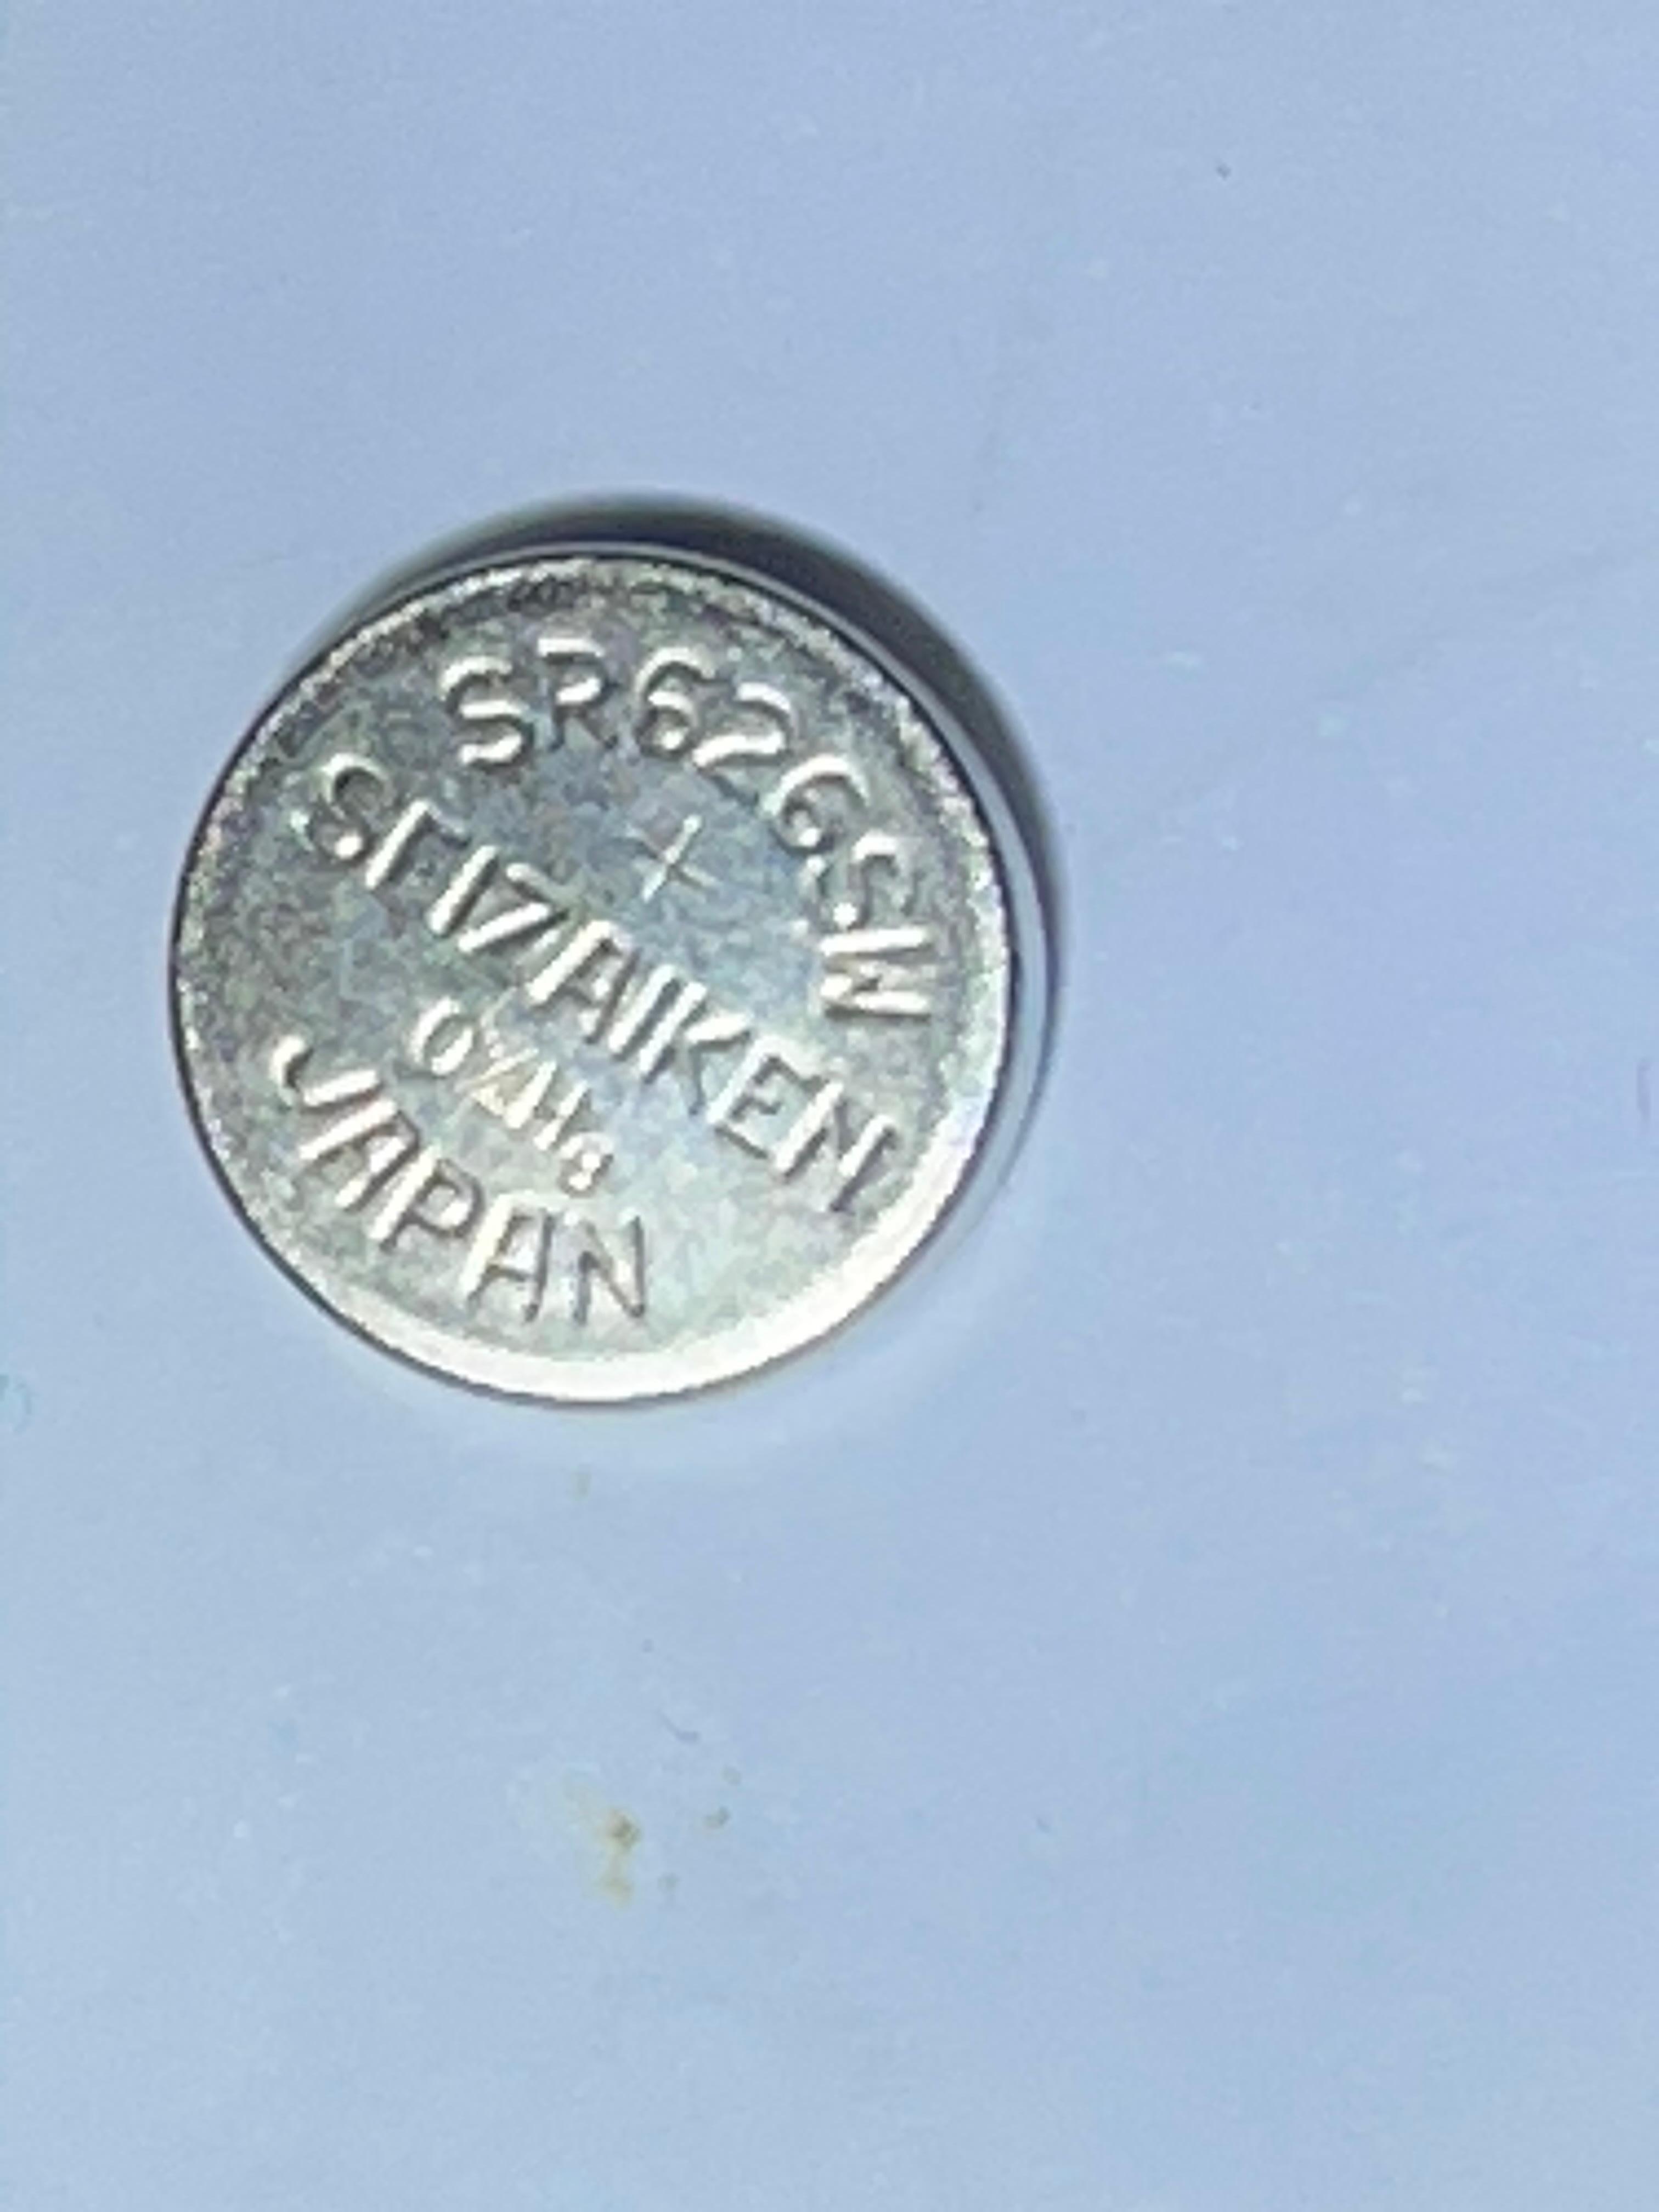 SR626SW
+
SEIZAIKEN
0%Hg
JAPAN